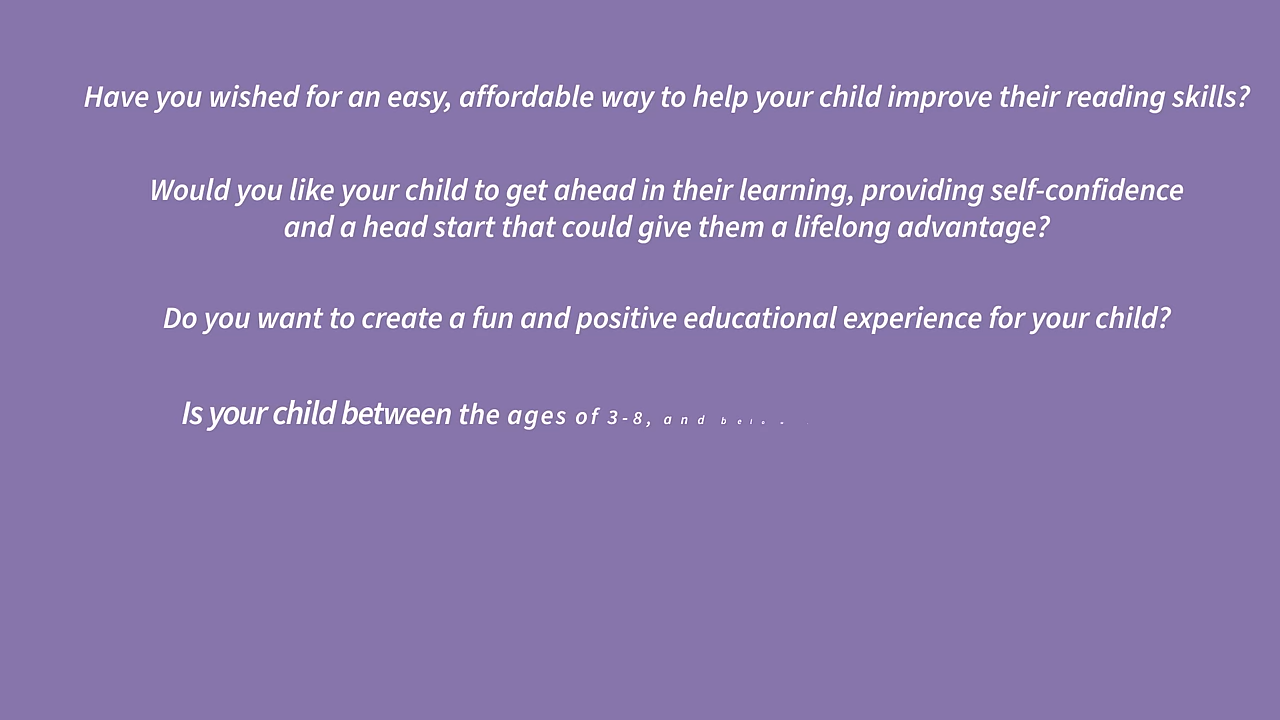 Have you wished for an easy, affordable way to help your child improve their reading skills?
Would you like your child to get ahead in their learning, providing self-confidence
and a head start that could give them a lifelong advantage?
Do you want to create a fun and positive educational experience for your child?
Is your child between the ages of 3-8, and